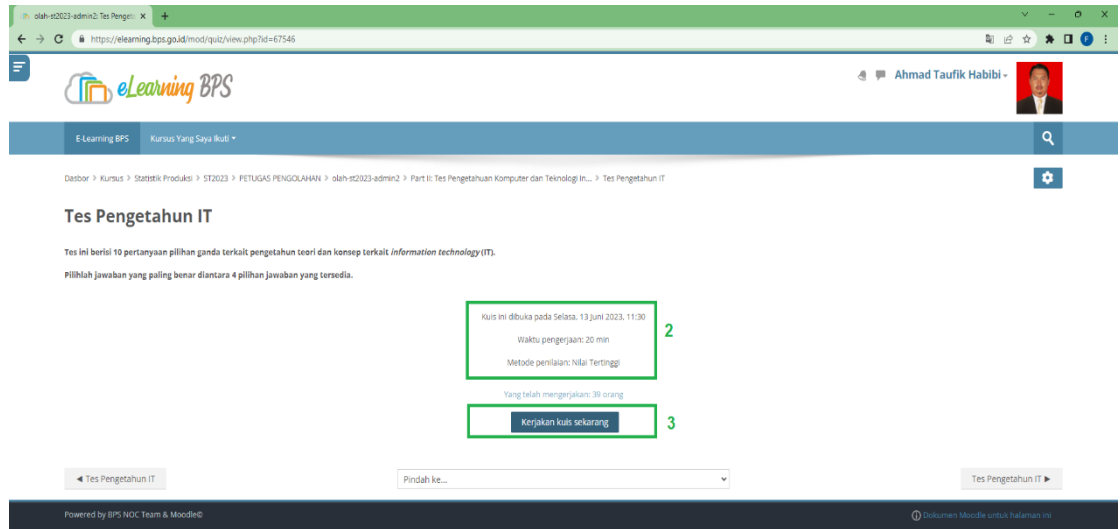 olah-st2023-admin2: Tes Penget
https://elearning.bps.go.id/mod/quiz/view.php?id=67546
F
eLearning BPS
Ahmad Taufik Habibi
E-Learning BPS Kursus Yang Saya Ikuti
Dasbor > Kursus > Statistik Produksi > ST2023 > PETUGAS PENGOLAHAN > olah-st2023-admin2 > Part II: Tes Pengetahuan Komputer dan Teknologi In... > Tes Pengetahun IT
Tes Pengetahun IT
Tes ini berisi 10 pertanyaan pilihan ganda terkait pengetahun teori dan konsep terkait information technology (IT).
Pilihlah jawaban yang paling benar diantara 4 pilihan jawaban yang tersedia.
Kuis ini dibuka pada Selasa, 13 Juni 2023, 11:30
Waktu pengerjaan: 20 min
2
Metode penilaian: Nilai Tertinggi
Yang telah mengerjakan: 39 orang
Kerjakan kuis sekarang 3
◄ Tes Pengetahun IT Pindah ke... Tes Pengetahun IT ►
Powered by BPS NOC Team & Moodle© Dokumen Moodle untuk halaman ini